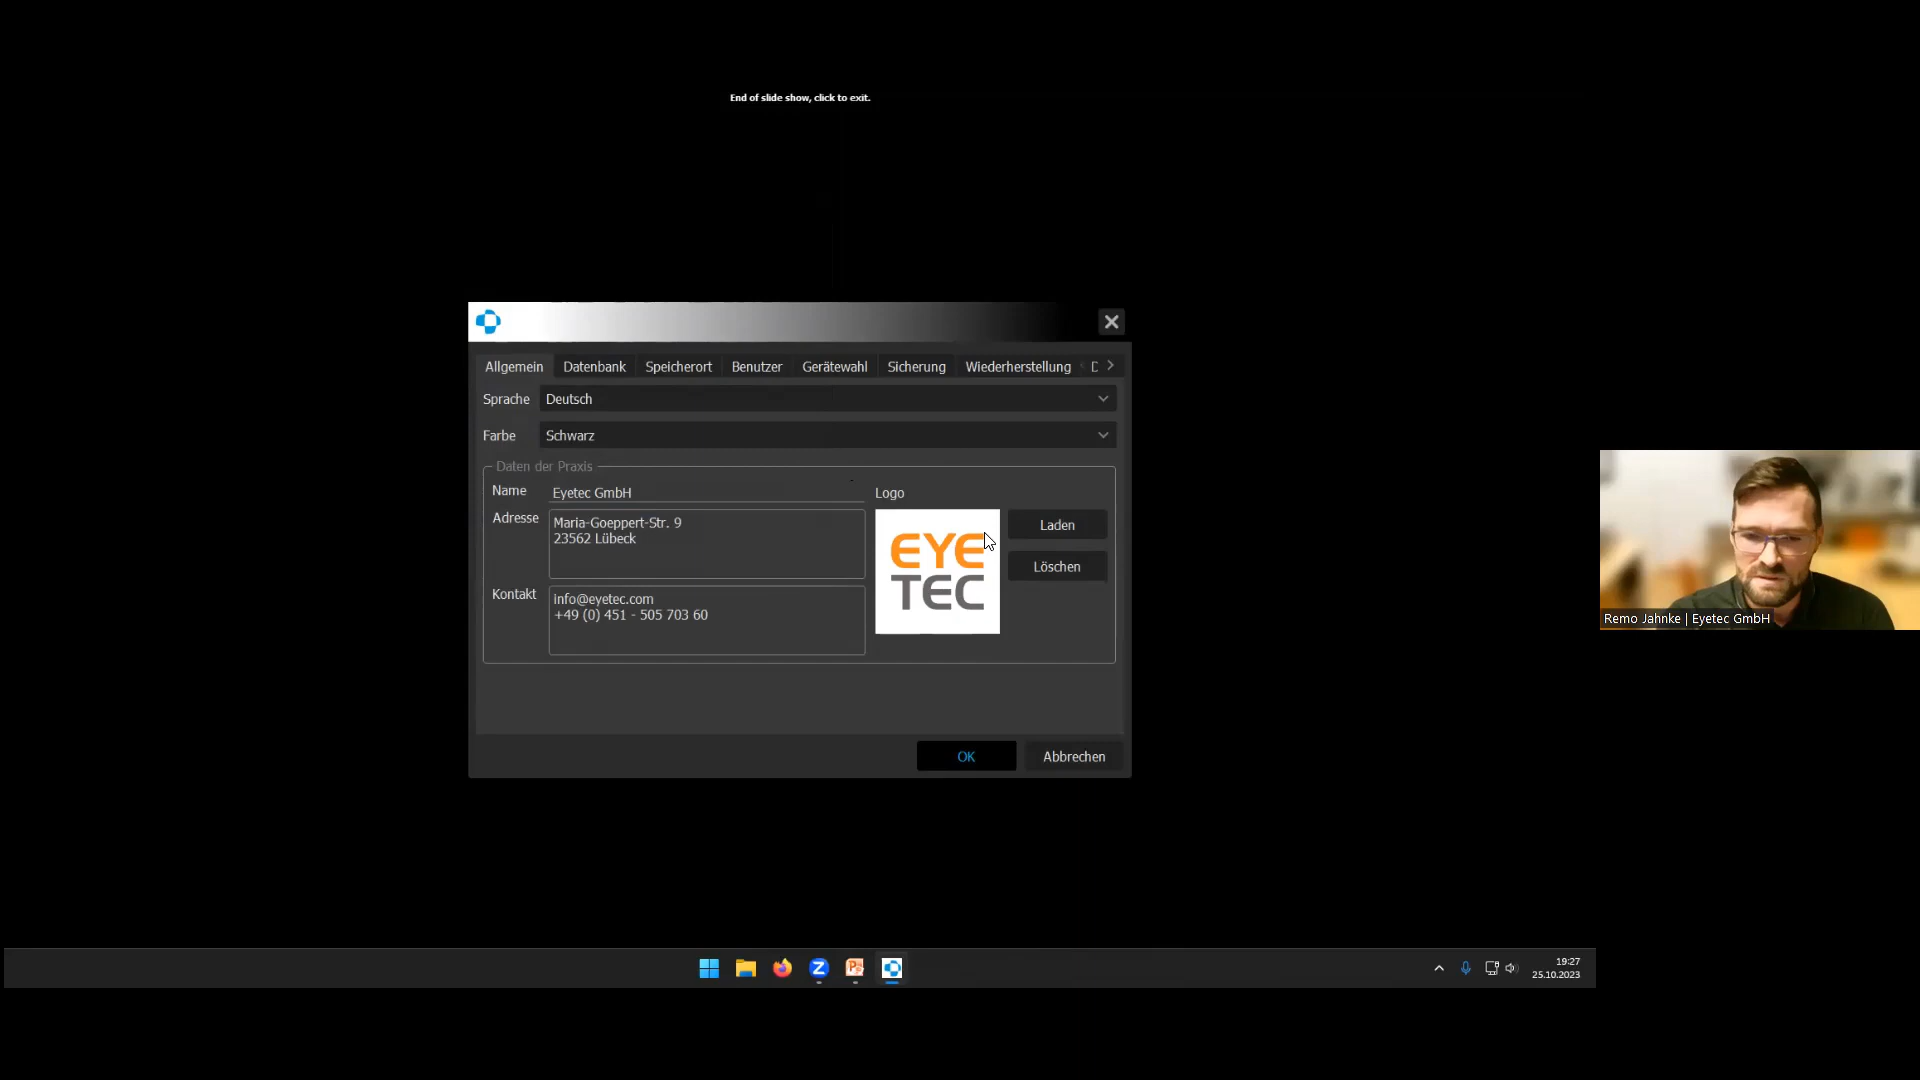 End of slide show, click to exit.
Allgemein Datenbank Speicherort Benutzer Gerätewahl Sicherung Wiederherstellung D
Sprache Deutsch
Farbe Schwarz
Daten der Praxis
Name Eyetec GmbH
Logo
Adresse Maria-Goeppert-Str. 9
23562 Lübeck
EYE
TEC
Laden
Löschen
Kontakt info@eyetec.com
+49 (0) 451 - 505 703 60
OK Abbrechen
Remo Jahnke | Eyetec GmbH
19:27
25.10.2023